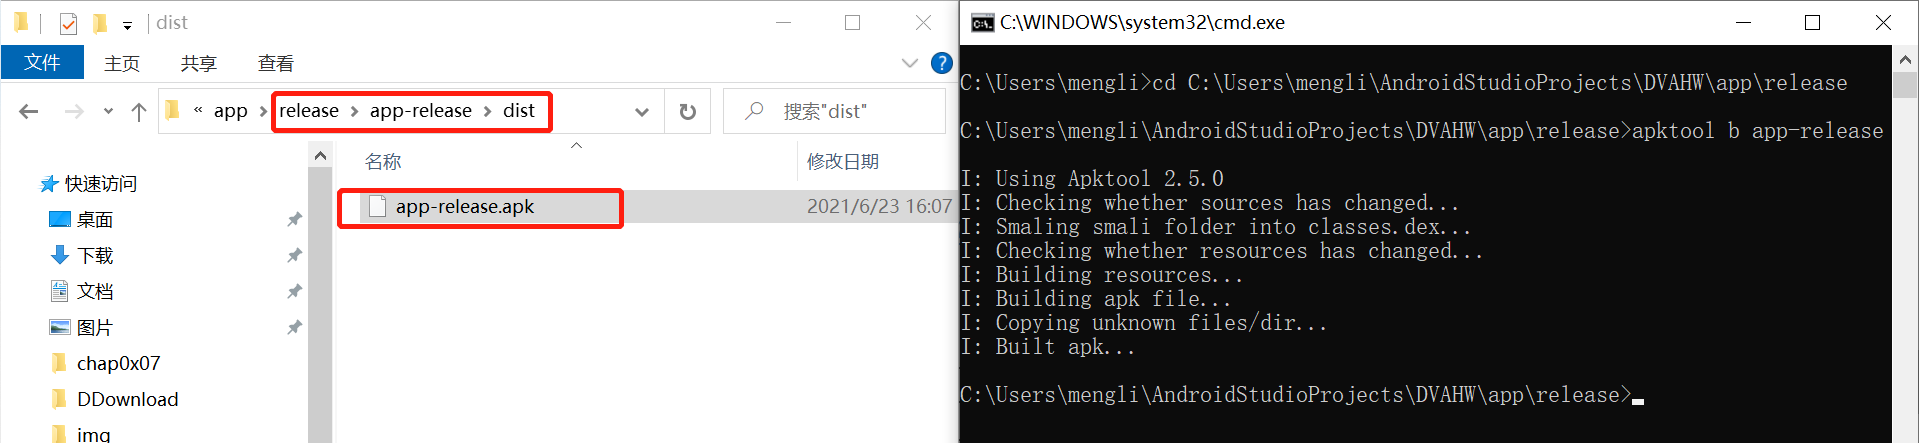 dist
文件 主页 共享 查看
« app release app-release dist 搜索"dist"
名称 修改日期
快速访问
app-release.apk 2021/6/23 16:07
桌面
下载
文档
图片
chap0x07
DDownload
img
C:\WINDOWS\system32\cmd.exe
C:\Users\mengli>cd C:\Users\mengli\AndroidStudioProjects\DVAHW\app\release
C:\Users\mengli\AndroidStudioProjects\DVAHW\app\release>apktool b app-release
I: Using Apktool 2.5.0
I: Checking whether sources has changed...
I: Smaling smali folder into classes.dex...
I: Checking whether resources has changed...
I: Building resources...
I: Building apk file...
I: Copying unknown files/dir...
I: Built apk...
C:\Users\mengli\AndroidStudioProjects\DVAHW\app\release>